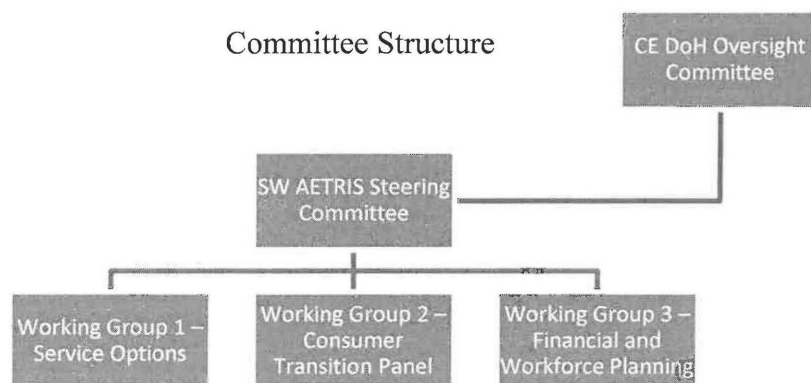 Committee Structure
CE DoH Oversight
Committee
SW AETRIS Steering
Committee
Working Group 1 –
Service Options
Working Group 2 –
Consumer
Transition Panel
Working Group 3 –
Financial and
Workforce Planning